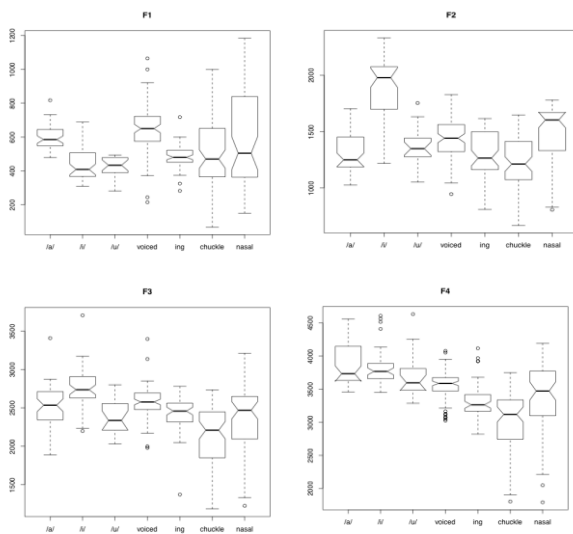 F1
1200
1000
800
600
400
200
/a/ /i/ /u/ voiced ing chuckle nasal
F2
2000
1500
1000
/a/ /i/ /u/ voiced ing chuckle nasal
F3
3500
3000
2500
2000
1500
/a/ /i/ /u/ voiced ing chuckle nasal
F4
4500
4000
3500
3000
2500
2000
/a/ /i/ /u/ voiced ing chuckle nasal